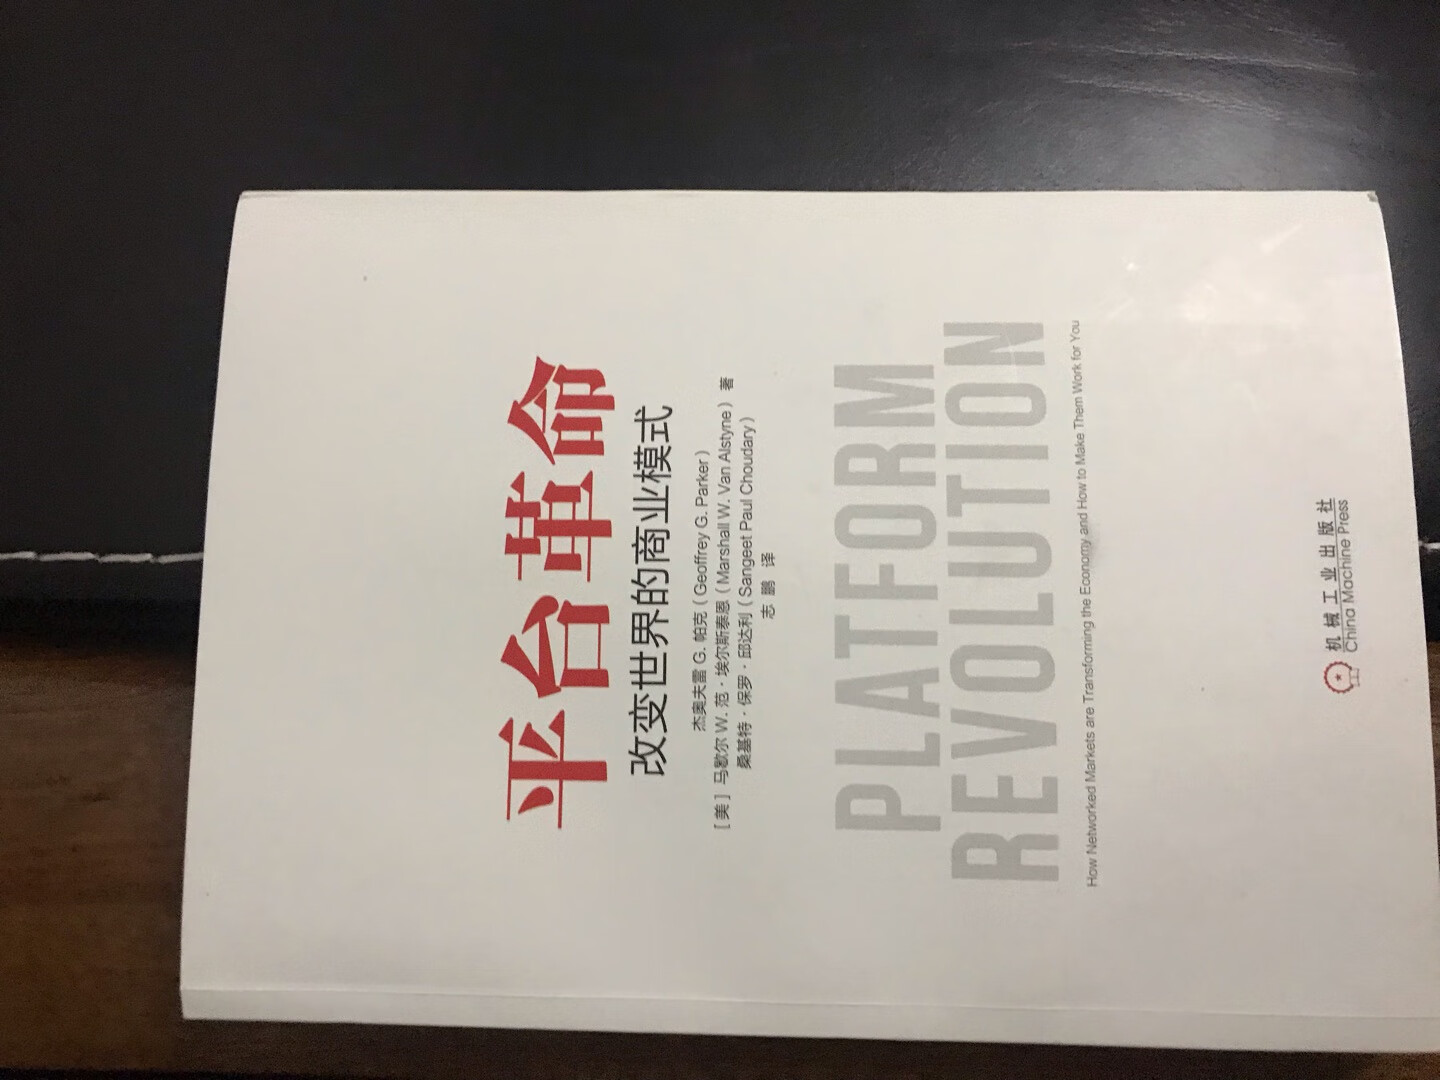 平台革命
改变世界的商业模式
杰奥夫雷 G. 帕克（Geoffrey G. Parker）
[ 美 ] 马歇尔 W. 范·埃尔斯泰恩（Marshall W. Van Alstyne）著
桑基特·保罗·邱达利（Sangeet Paul Choudary）
志鹏 译
PLATFORM
REVOLUTION
How Networked Markets are Transforming the Economy and How to Make Them Work for You
机械工业出版社
China Machine Press